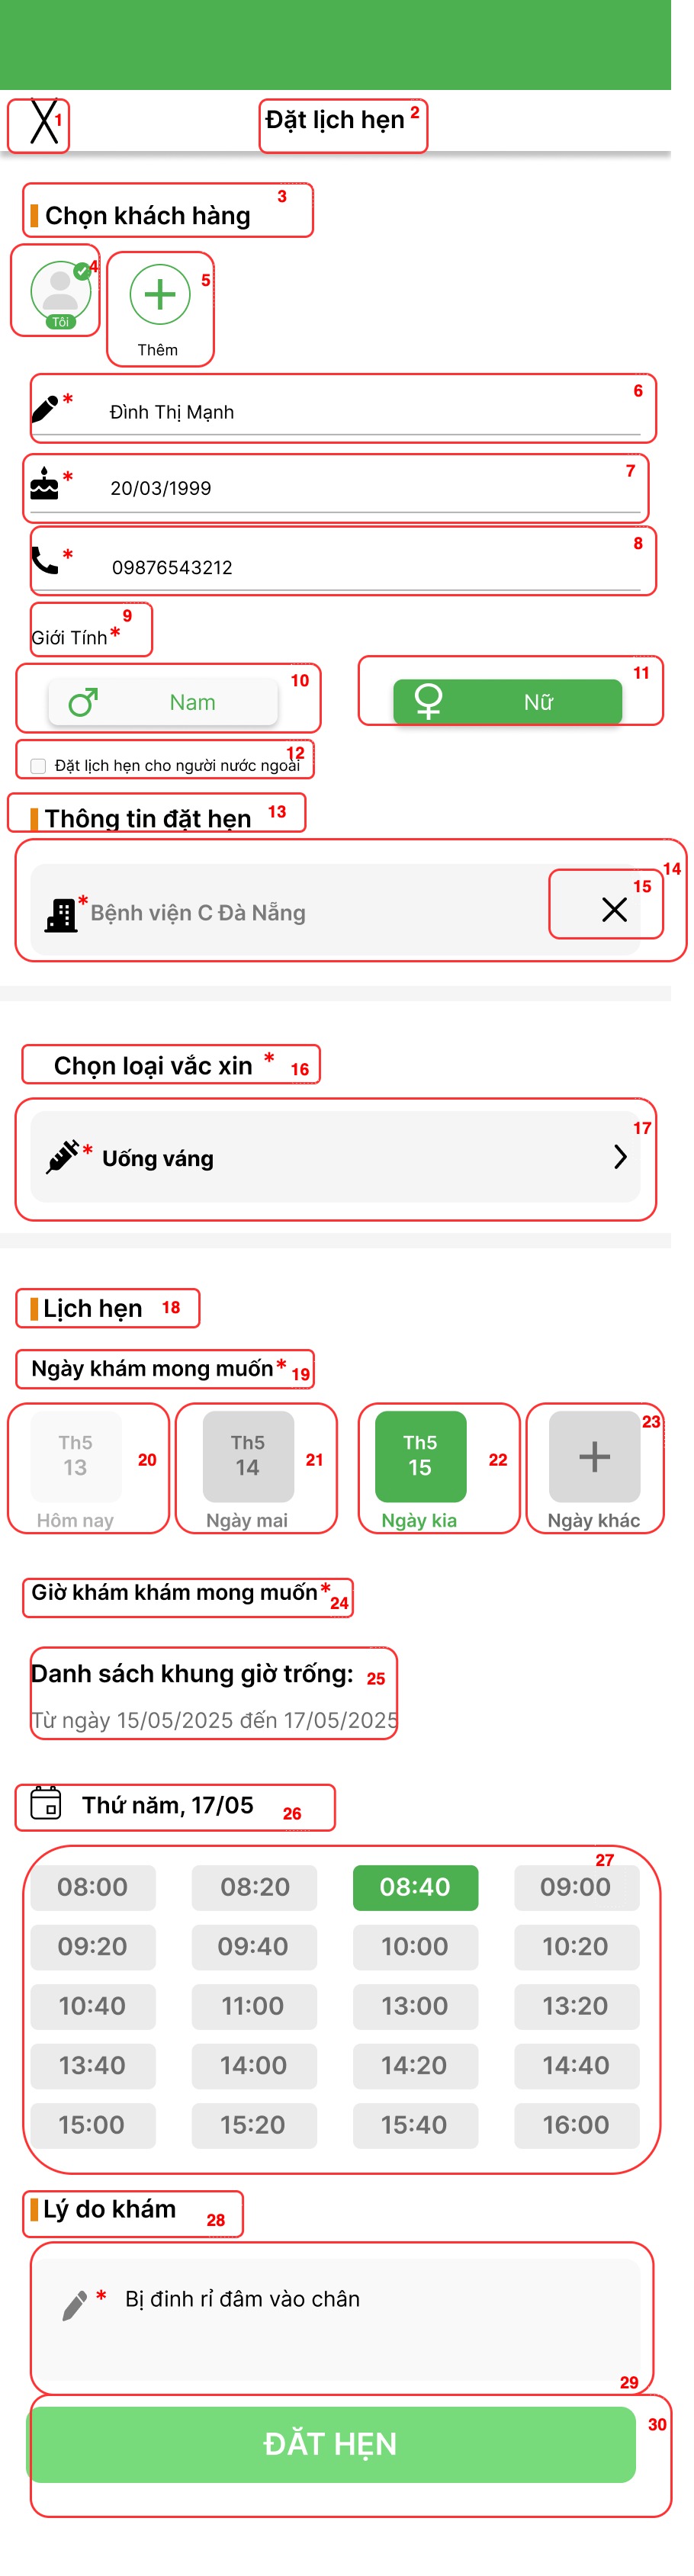 X 1
Đặt lịch hẹn 2
Chọn khách hàng 3
4
Tôi
5
Thêm
* Đình Thị Mạnh 6
* 20/03/1999 7
* 09876543212 8
Giới Tính* 9
Nam 10
Nữ 11
Đặt lịch hẹn cho người nước ngoài 12
Thông tin đặt hẹn 13
14
* Bệnh viện C Đà Nẵng 15
Chọn loại vắc xin * 16
* Uống váng 17
Lịch hẹn 18
Ngày khám mong muốn* 19
Th5
13
Hôm nay
20
Th5
14
Ngày mai
21
Th5
15
Ngày kia
22
Ngày khác
23
Giờ khám khám mong muốn* 24
Danh sách khung giờ trống: 25
Từ ngày 15/05/2025 đến 17/05/2025
Thứ năm, 17/05 26
27
08:00 08:20 08:40 09:00
09:20 09:40 10:00 10:20
10:40 11:00 13:00 13:20
13:40 14:00 14:20 14:40
15:00 15:20 15:40 16:00
Lý do khám 28
* Bị đinh rỉ đâm vào chân
29
ĐĂT HẸN 30